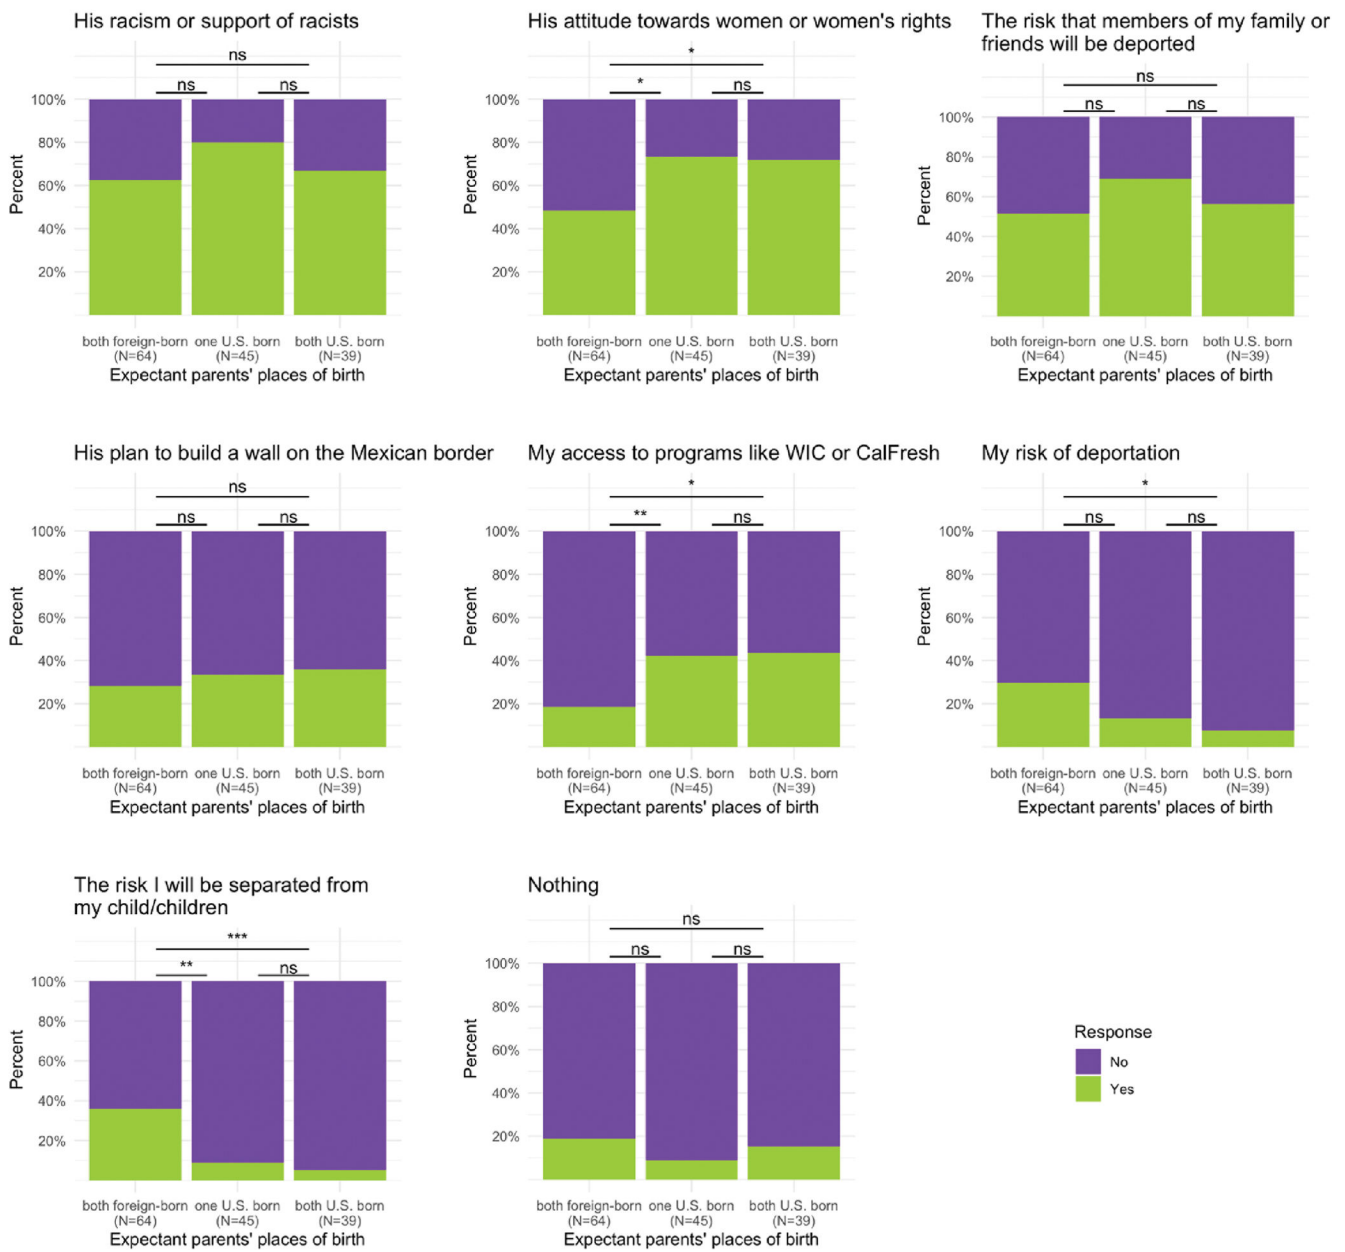 His racism or support of racists
ns
ns ns
100%
80%
60%
40%
20%
Percent
both foreign-born one U.S. born both U.S. born
(N=64) (N=45) (N=39)
Expectant parents' places of birth
His attitude towards women or women's rights
*
* ns
100%
80%
60%
40%
20%
Percent
both foreign-born one U.S. born both U.S. born
(N=64) (N=45) (N=39)
Expectant parents' places of birth
The risk that members of my family or
friends will be deported
ns
ns ns
100%
80%
60%
40%
20%
Percent
both foreign-born one U.S. born both U.S. born
(N=64) (N=45) (N=39)
Expectant parents' places of birth
His plan to build a wall on the Mexican border
ns
ns ns
100%
80%
60%
40%
20%
Percent
both foreign-born one U.S. born both U.S. born
(N=64) (N=45) (N=39)
Expectant parents' places of birth
My access to programs like WIC or CalFresh
*
** ns
100%
80%
60%
40%
20%
Percent
both foreign-born one U.S. born both U.S. born
(N=64) (N=45) (N=39)
Expectant parents' places of birth
My risk of deportation
*
ns ns
100%
80%
60%
40%
20%
Percent
both foreign-born one U.S. born both U.S. born
(N=64) (N=45) (N=39)
Expectant parents' places of birth
The risk I will be separated from
my child/children
***
** ns
100%
80%
60%
40%
20%
Percent
both foreign-born one U.S. born both U.S. born
(N=64) (N=45) (N=39)
Expectant parents' places of birth
Nothing
ns
ns ns
100%
80%
60%
40%
20%
Percent
both foreign-born one U.S. born both U.S. born
(N=64) (N=45) (N=39)
Expectant parents' places of birth
Response
No
Yes